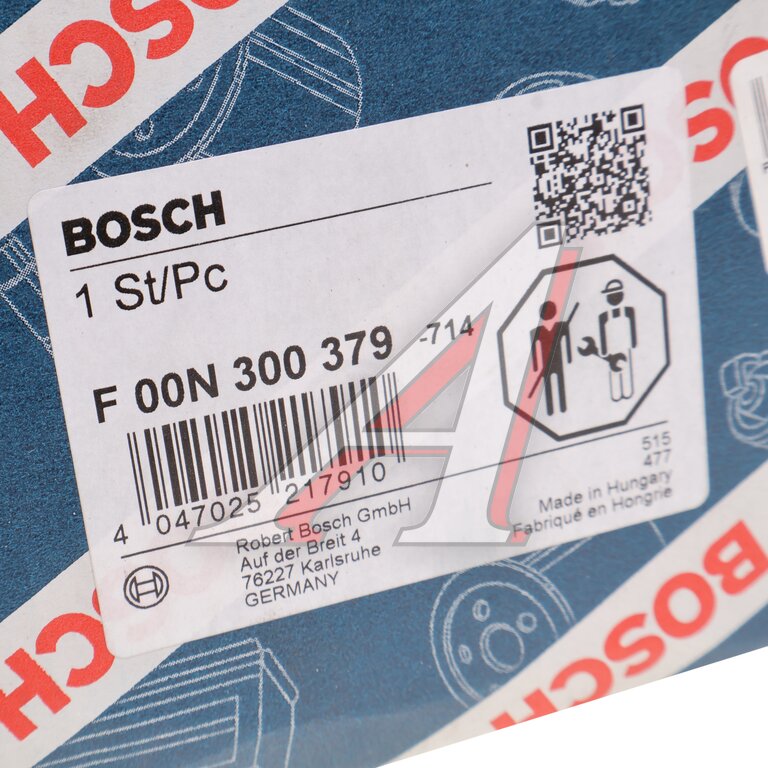 BOSCH
BOSCH
BOSCH
1 St/Pc
F 00N 300 379 -714
4 047025 217910
515
477
Made in Hungary
Fabriqué en Hongrie
Robert Bosch GmbH
Auf der Breit 4
76227 Karlsruhe
GERMANY
BOSCH
BOSCH